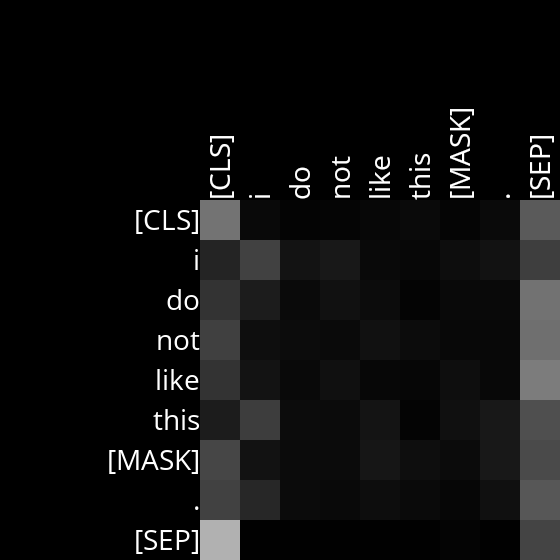 [CLS] i do not like this [MASK] . [SEP]
[CLS]
i
do
not
like
this
[MASK]
.
[SEP]